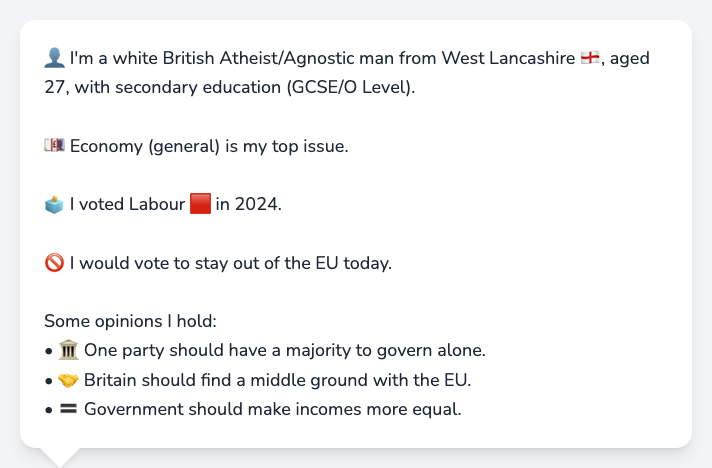 👤 I'm a white British Atheist/Agnostic man from West Lancashire 🏴󠁧󠁢󠁥󠁮󠁧󠁿, aged
27, with secondary education (GCSE/O Level).
💷 Economy (general) is my top issue.
🗳️ I voted Labour 🟥 in 2024.
🚫 I would vote to stay out of the EU today.
Some opinions I hold:
• 🏛️ One party should have a majority to govern alone.
• 🤝 Britain should find a middle ground with the EU.
• 🟰 Government should make incomes more equal.